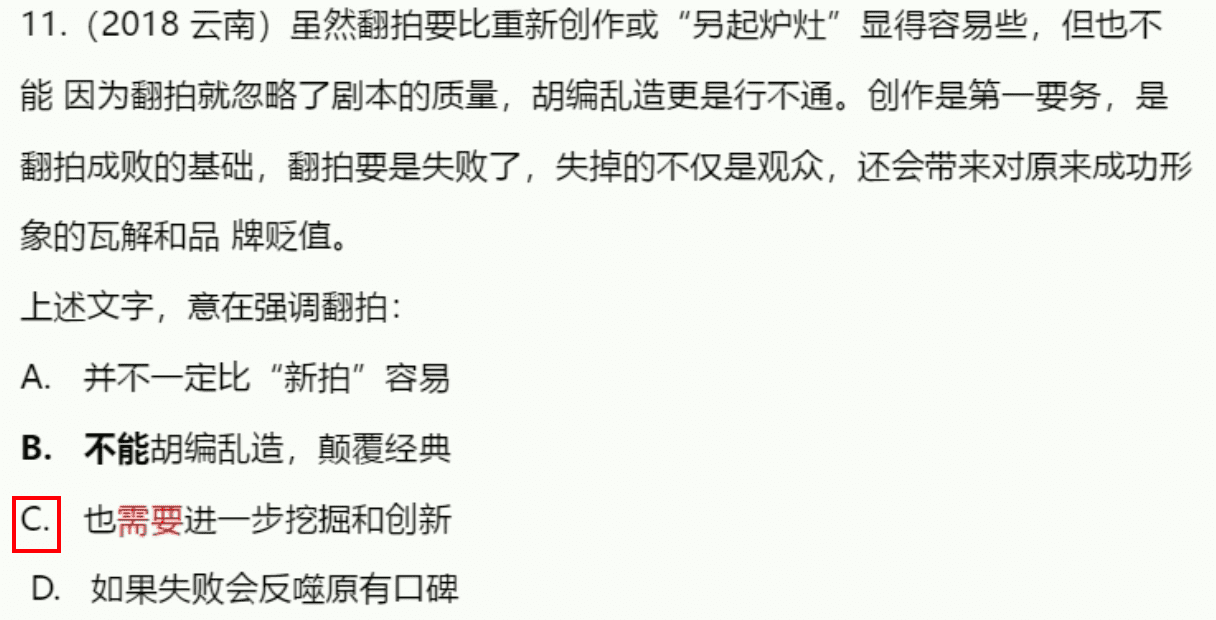 11.（2018 云南）虽然翻拍要比重新创作或“另起炉灶”显得容易些，但也不
能 因为翻拍就忽略了剧本的质量，胡编乱造更是行不通。创作是第一要务，是
翻拍成败的基础，翻拍要是失败了，失掉的不仅是观众，还会带来对原来成功形
象的瓦解和品 牌贬值。
上述文字，意在强调翻拍：
A. 并不一定比“新拍”容易
B. 不能胡编乱造，颠覆经典
C. 也需要进一步挖掘和创新
D. 如果失败会反噬原有口碑